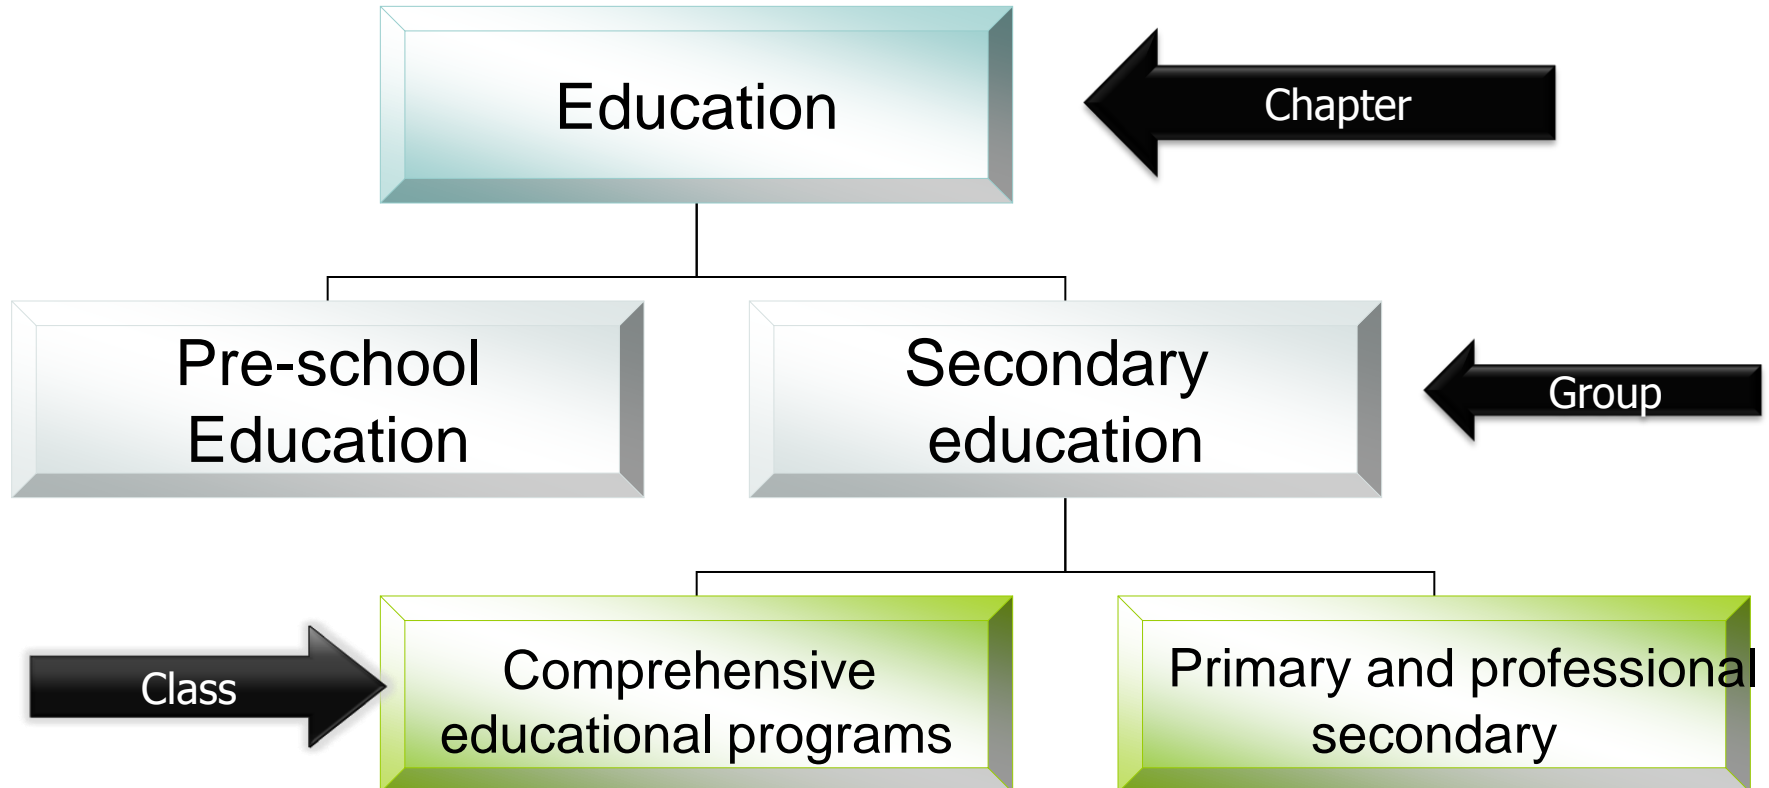 Education
Chapter
Pre-school
Education
Secondary
education
Group
Class
Comprehensive
educational programs
Primary and professional
secondary